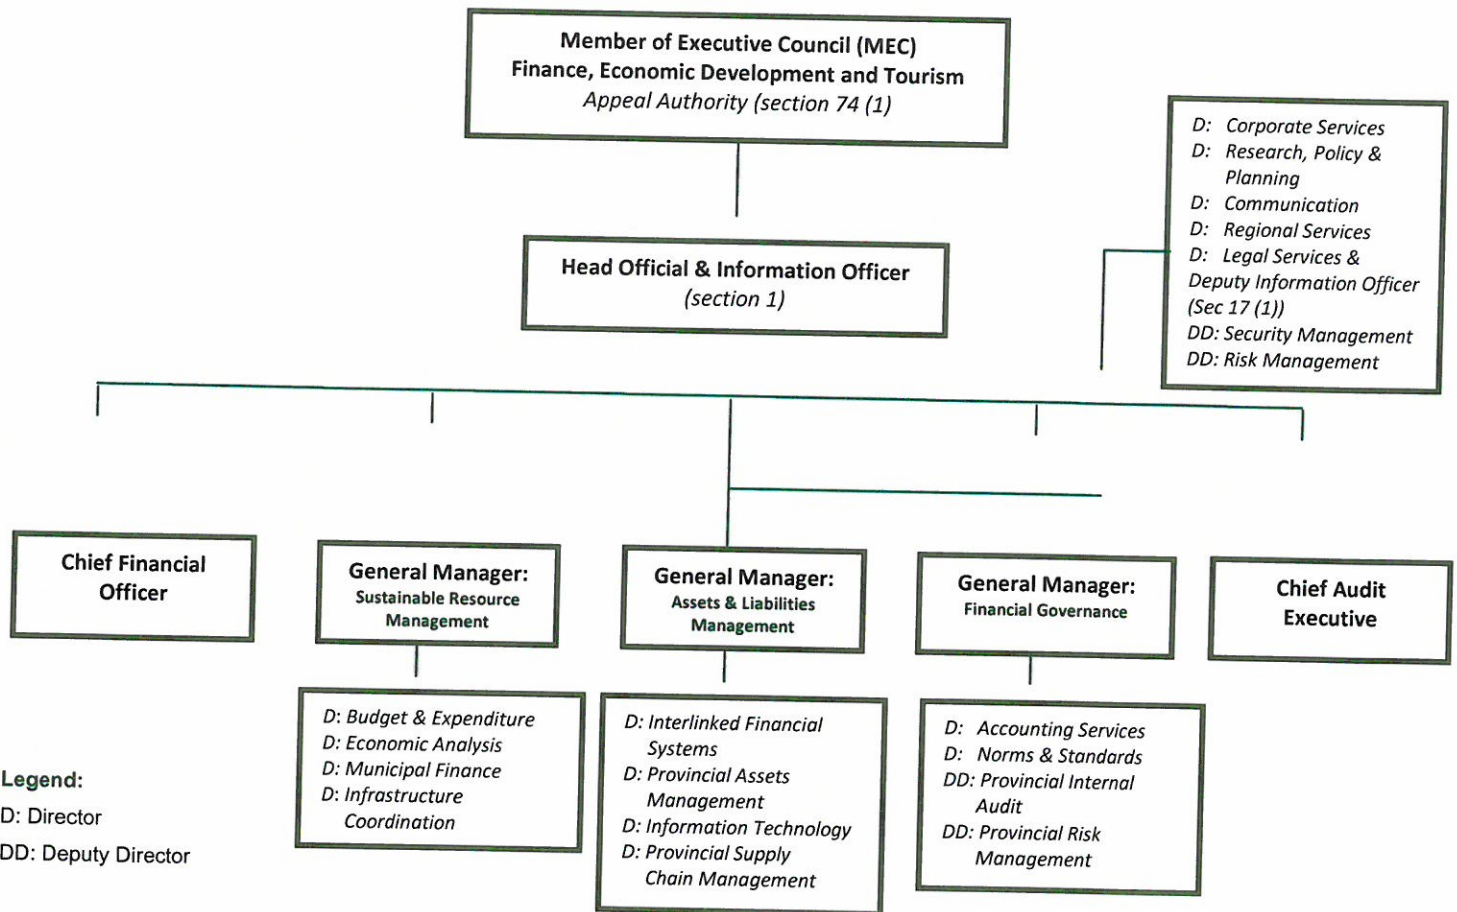 Member of Executive Council (MEC)
Finance, Economic Development and Tourism
Appeal Authority (section 74 (1)
D: Corporate Services
D: Research, Policy &
Planning
D: Communication
D: Regional Services
D: Legal Services &
Deputy Information Officer
(Sec 17 (1))
DD: Security Management
DD: Risk Management
Head Official & Information Officer
(section 1)
Chief Financial
Officer
General Manager:
Sustainable Resource
Management
General Manager:
Assets & Liabilities
Management
General Manager:
Financial Governance
Chief Audit
Executive
D: Budget & Expenditure
D: Economic Analysis
D: Municipal Finance
D: Infrastructure
Coordination
D: Interlinked Financial
Systems
D: Provincial Assets
Management
D: Information Technology
D: Provincial Supply
Chain Management
D: Accounting Services
D: Norms & Standards
DD: Provincial Internal
Audit
DD: Provincial Risk
Management
Legend:
D: Director
DD: Deputy Director